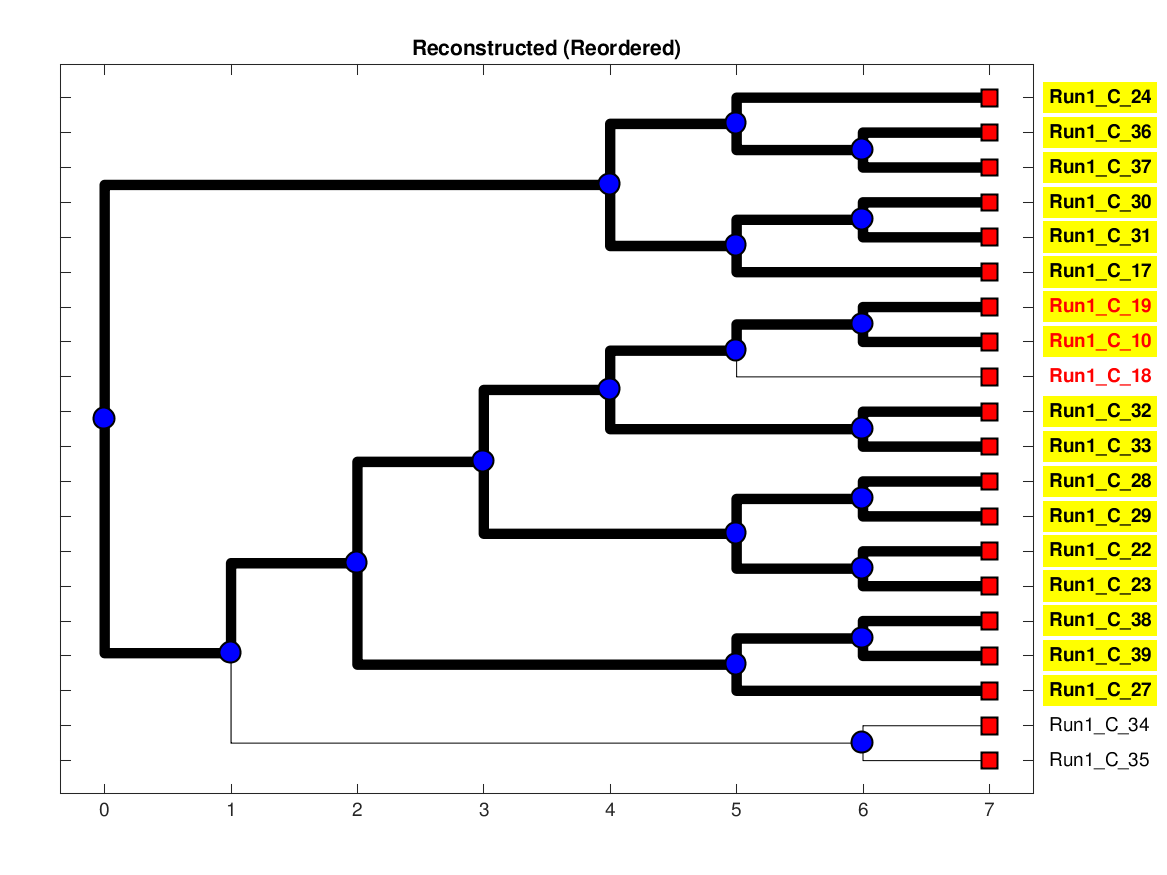 Reconstructed (Reordered)
Run1_C_24
Run1_C_36
Run1_C_37
Run1_C_30
Run1_C_31
Run1_C_17
Run1_C_19
Run1_C_10
Run1_C_18
Run1_C_32
Run1_C_33
Run1_C_28
Run1_C_29
Run1_C_22
Run1_C_23
Run1_C_38
Run1_C_39
Run1_C_27
Run1_C_34
Run1_C_35
0 1 2 3 4 5 6 7